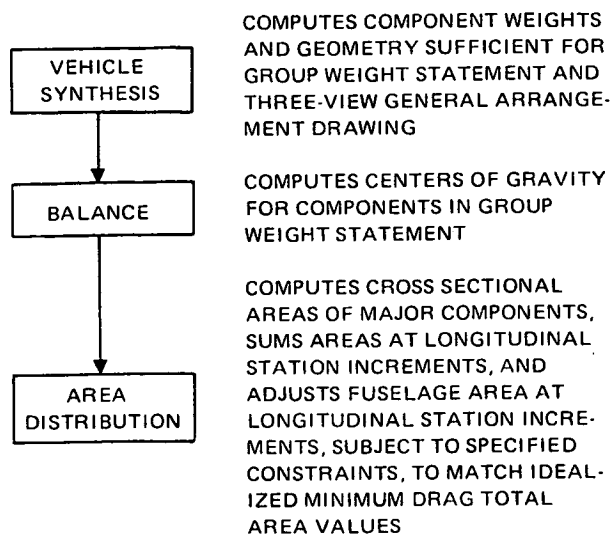 VEHICLE
SYNTHESIS
COMPUTES COMPONENT WEIGHTS
AND GEOMETRY SUFFICIENT FOR
GROUP WEIGHT STATEMENT AND
THREE-VIEW GENERAL ARRANGE-
MENT DRAWING
BALANCE
COMPUTES CENTERS OF GRAVITY
FOR COMPONENTS IN GROUP
WEIGHT STATEMENT
AREA
DISTRIBUTION
COMPUTES CROSS SECTIONAL
AREAS OF MAJOR COMPONENTS,
SUMS AREAS AT LONGITUDINAL
STATION INCREMENTS, AND
ADJUSTS FUSELAGE AREA AT
LONGITUDINAL STATION INCRE-
MENTS, SUBJECT TO SPECIFIED
CONSTRAINTS, TO MATCH IDEAL-
IZED MINIMUM DRAG TOTAL
AREA VALUES